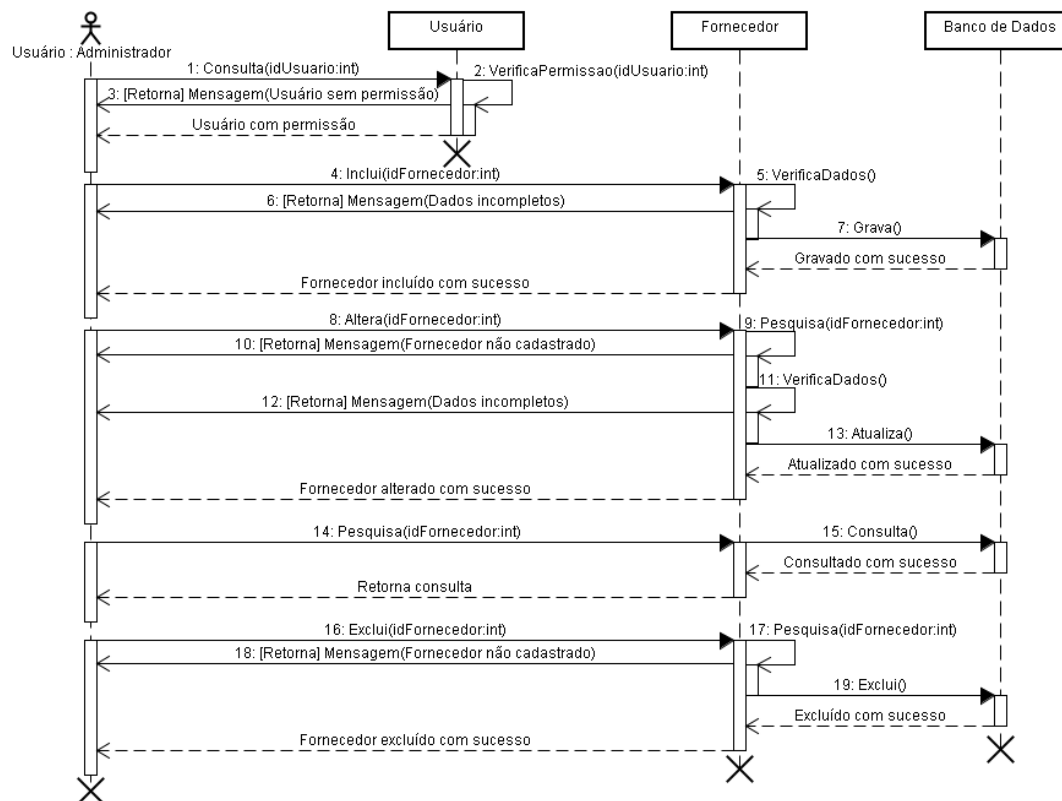 Usuário
Fornecedor
Banco de Dados
Usuário : Administrador
1: Consulta(idUsuario:int)
2: VerificaPermissao(idUsuario:int)
3: [Retorna] Mensagem(Usuário sem permissão)
Usuário com permissão
4: Inclui(idFornecedor:int)
5: VerificaDados()
6: [Retorna] Mensagem(Dados incompletos)
7: Grava()
Gravado com sucesso
Fornecedor incluído com sucesso
8: Altera(idFornecedor:int)
9: Pesquisa(idFornecedor:int)
10: [Retorna] Mensagem(Fornecedor não cadastrado)
11: VerificaDados()
12: [Retorna] Mensagem(Dados incompletos)
13: Atualiza()
Atualizado com sucesso
Fornecedor alterado com sucesso
14: Pesquisa(idFornecedor:int)
15: Consulta()
Consultado com sucesso
Retorna consulta
16: Exclui(idFornecedor:int)
17: Pesquisa(idFornecedor:int)
18: [Retorna] Mensagem(Fornecedor não cadastrado)
19: Exclui()
Excluído com sucesso
Fornecedor excluído com sucesso